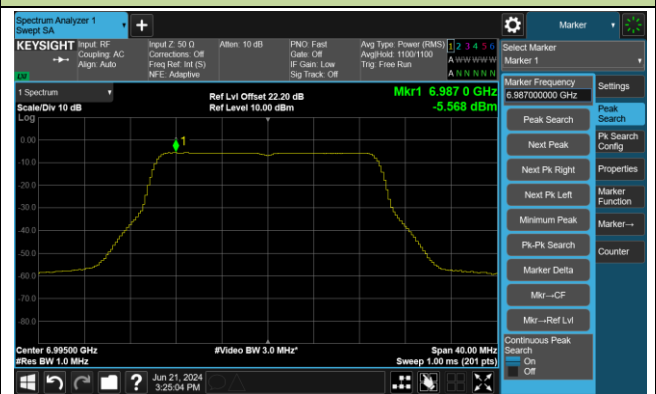 Spectrum Analyzer 1
Swept SA
Marker
KEYSIGHT
Input: RF
Coupling: AC
Align: Auto
Input Z: 50 Ω
Corrections: Off
Freq Ref: Int (S)
NFE: Adaptive
Atten: 10 dB
PNO: Fast
Gate: Off
IF Gain: Low
Sig Track: Off
Avg Type: Power (RMS)
Avg|Hold: 1100/1100
Trig: Free Run
1 2 3 4 5 6
A W W W W W
A N N N N N
LXI
Select Marker
Marker 1
1 Spectrum
Scale/Div 10 dB
Log
Ref Lvl Offset 22.20 dB
Ref Level 10.00 dBm
Mkr1 6.987 0 GHz
-5.568 dBm
1
0.00
-10.0
-20.0
-30.0
-40.0
-50.0
-60.0
-70.0
-80.0
Center 6.99500 GHz
#Res BW 1.0 MHz
#Video BW 3.0 MHz*
Span 40.00 MHz
Sweep 1.00 ms (201 pts)
Marker Frequency
6.987000000 GHz
Peak Search
Next Peak
Next Pk Right
Next Pk Left
Minimum Peak
Pk-Pk Search
Marker Delta
Mkr→CF
Mkr→Ref Lvl
Continuous Peak
Search
On
Off
Settings
Peak
Search
Pk Search
Config
Properties
Marker
Function
Marker→
Counter
?
Jun 21, 2024
3:25:04 PM